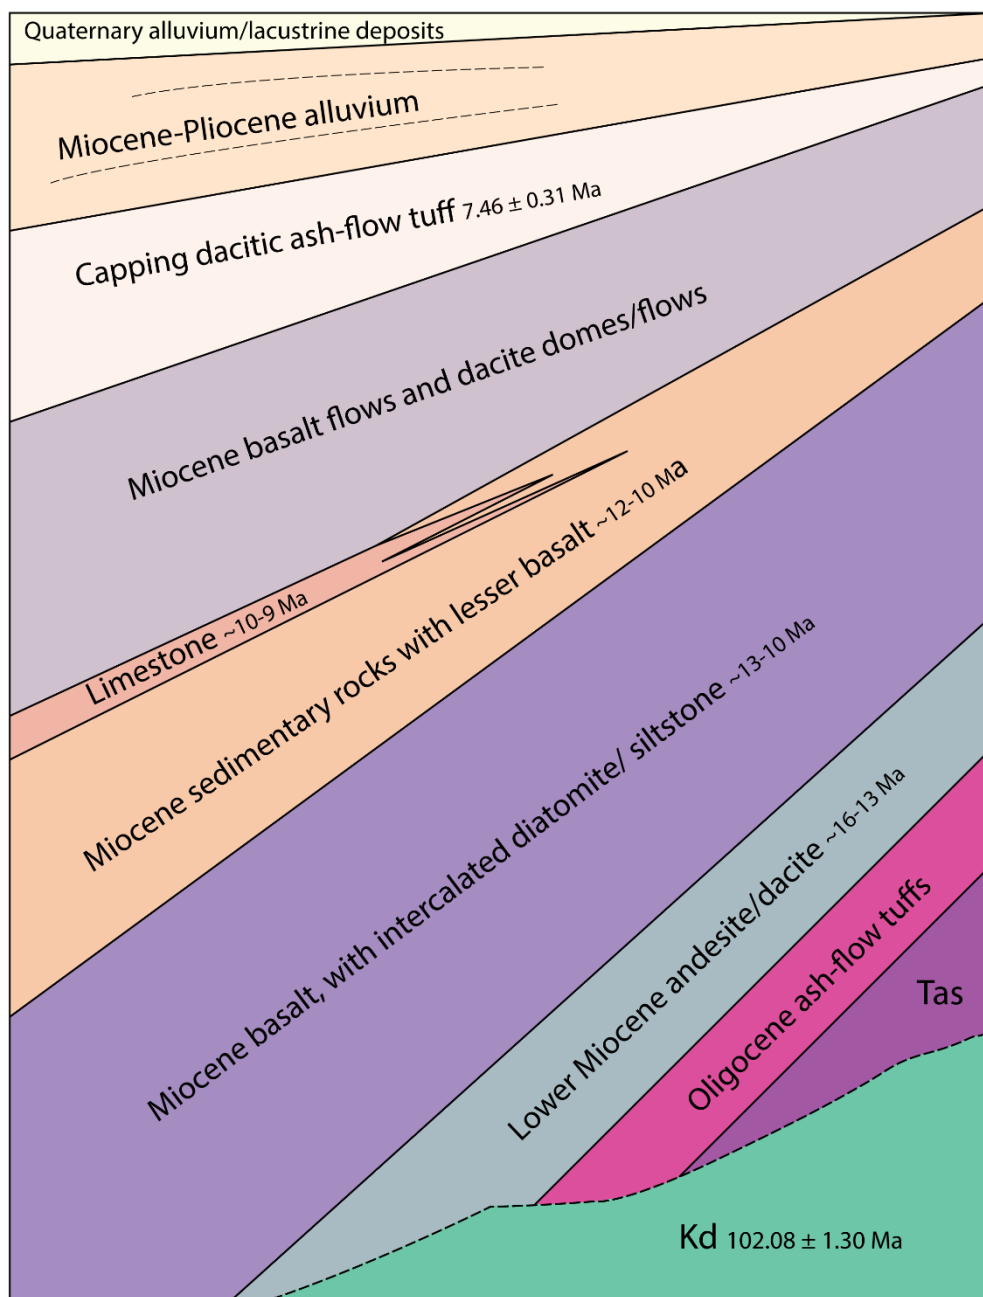 Quaternary alluvium/lacustrine deposits
Miocene-Pliocene alluvium
Capping dacitic ash-flow tuff 7.46 ± 0.31 Ma
Miocene basalt flows and dacite domes/flows
Limestone ~10-9 Ma
Miocene sedimentary rocks with lesser basalt ~12-10 Ma
Miocene basalt, with intercalated diatomite/ siltstone ~13-10 Ma
Lower Miocene andesite/dacite ~16-13 Ma
Oligocene ash-flow tuffs
Tas
Kd 102.08 ± 1.30 Ma